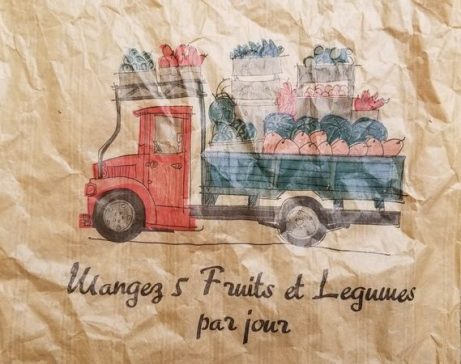 Mangez 5 Fruits et Legumes
par jour